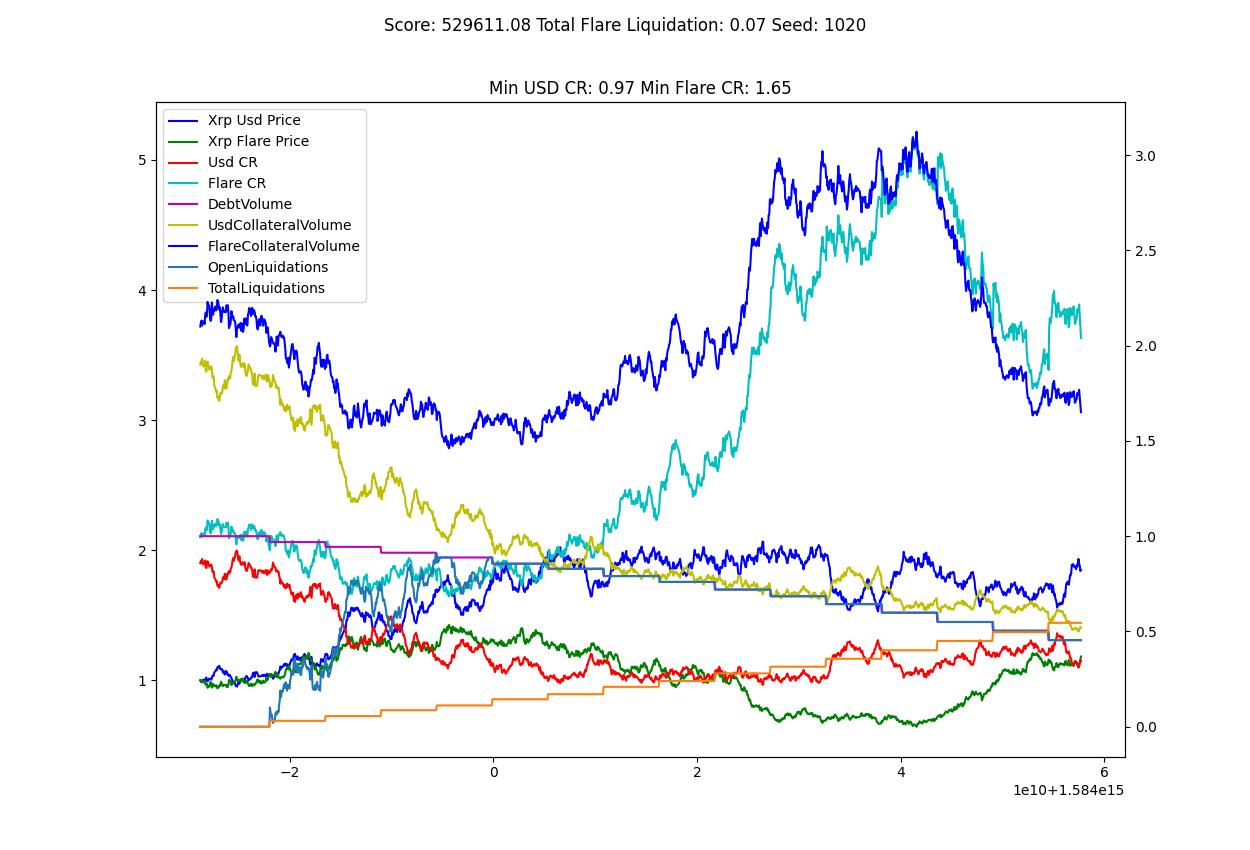 Score: 529611.08 Total Flare Liquidation: 0.07 Seed: 1020
Min USD CR: 0.97 Min Flare CR: 1.65
Xrp Usd Price
Xrp Flare Price
Usd CR
Flare CR
DebtVolume
UsdCollateralVolume
FlareCollateralVolume
OpenLiquidations
TotalLiquidations
5
4
3
2
1
3.0
2.5
2.0
1.5
1.0
0.5
0.0
−2 0 2 4 6
1e10+1.584e15